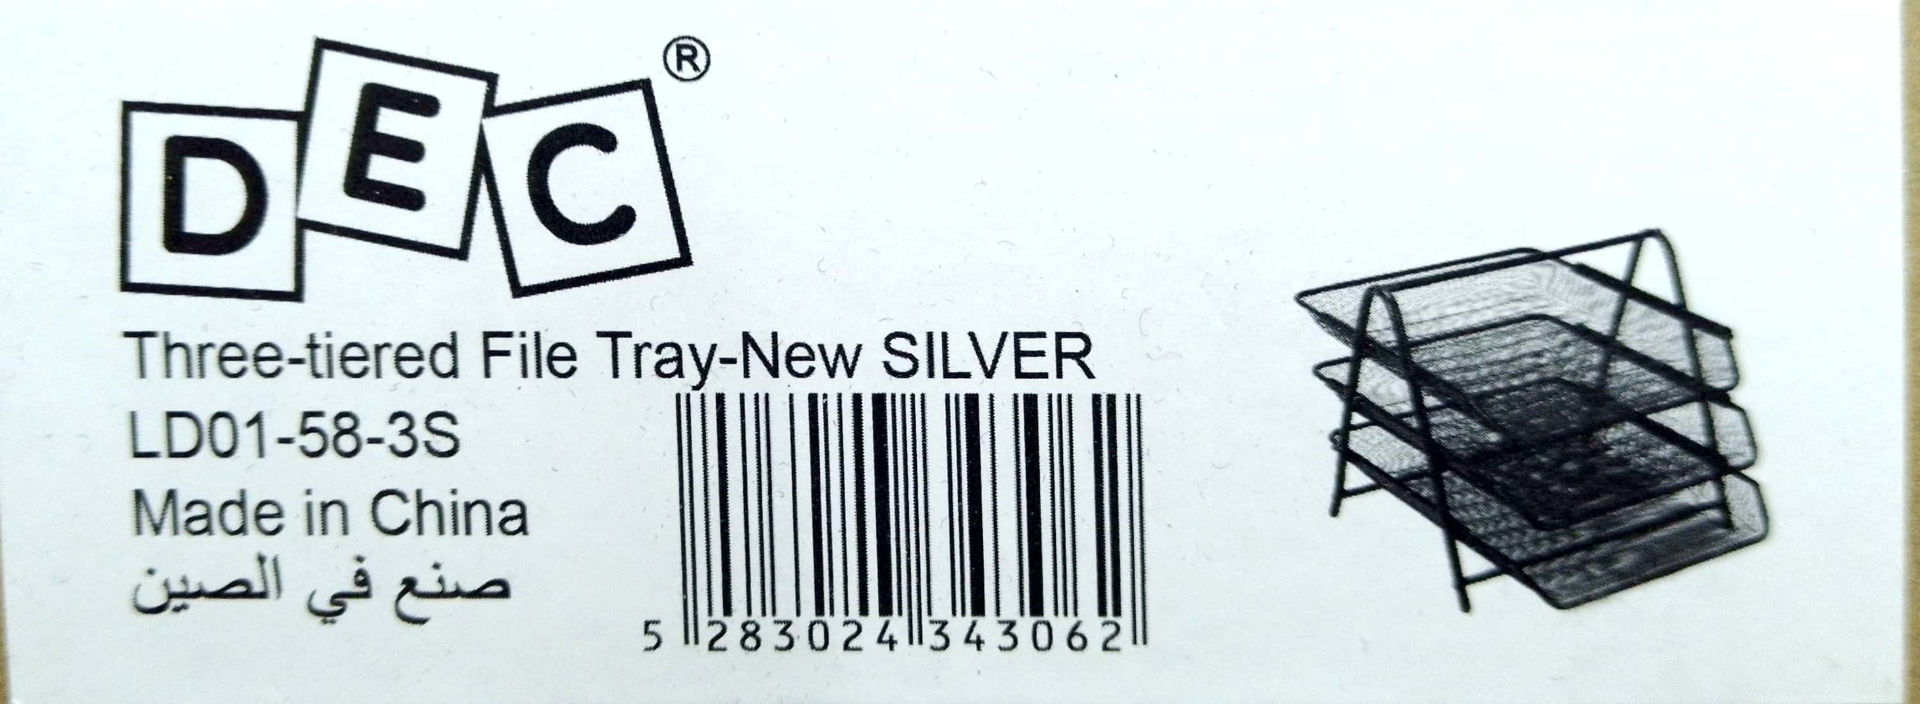 DEC®
Three-tiered File Tray-New SILVER
LD01-58-3S
Made in China
صنع في الصين
5 283024 343062